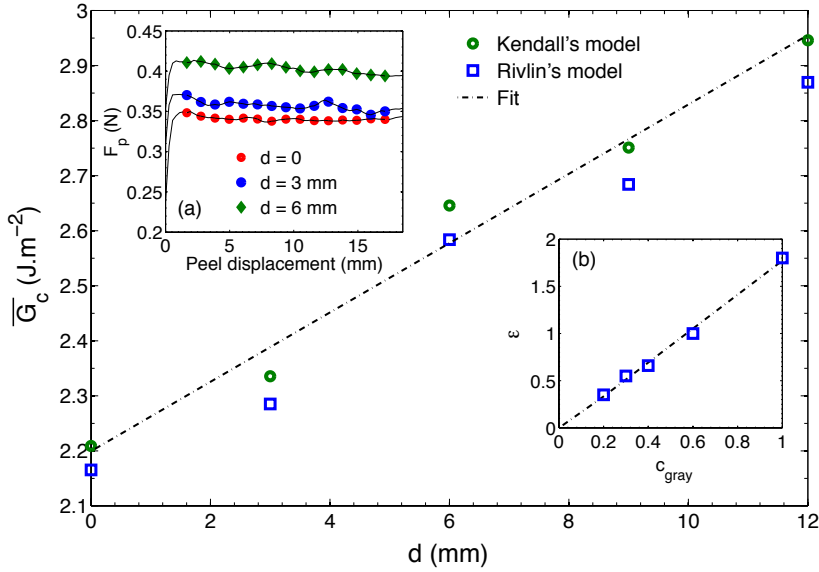 3
2.9
2.8
2.7
2.6
2.5
2.4
2.3
2.2
2.1
G̅c (J.m−2)
0 2 4 6 8 10 12
d (mm)
Kendall's model
Rivlin's model
Fit
0.45
0.4
0.35
0.3
0.25
0.2
Fp (N)
d = 0
d = 3 mm
d = 6 mm
(a)
0 5 10 15
Peel displacement (mm)
(b)
2
1.5
1
0.5
0
ε
0 0.2 0.4 0.6 0.8 1
cgray